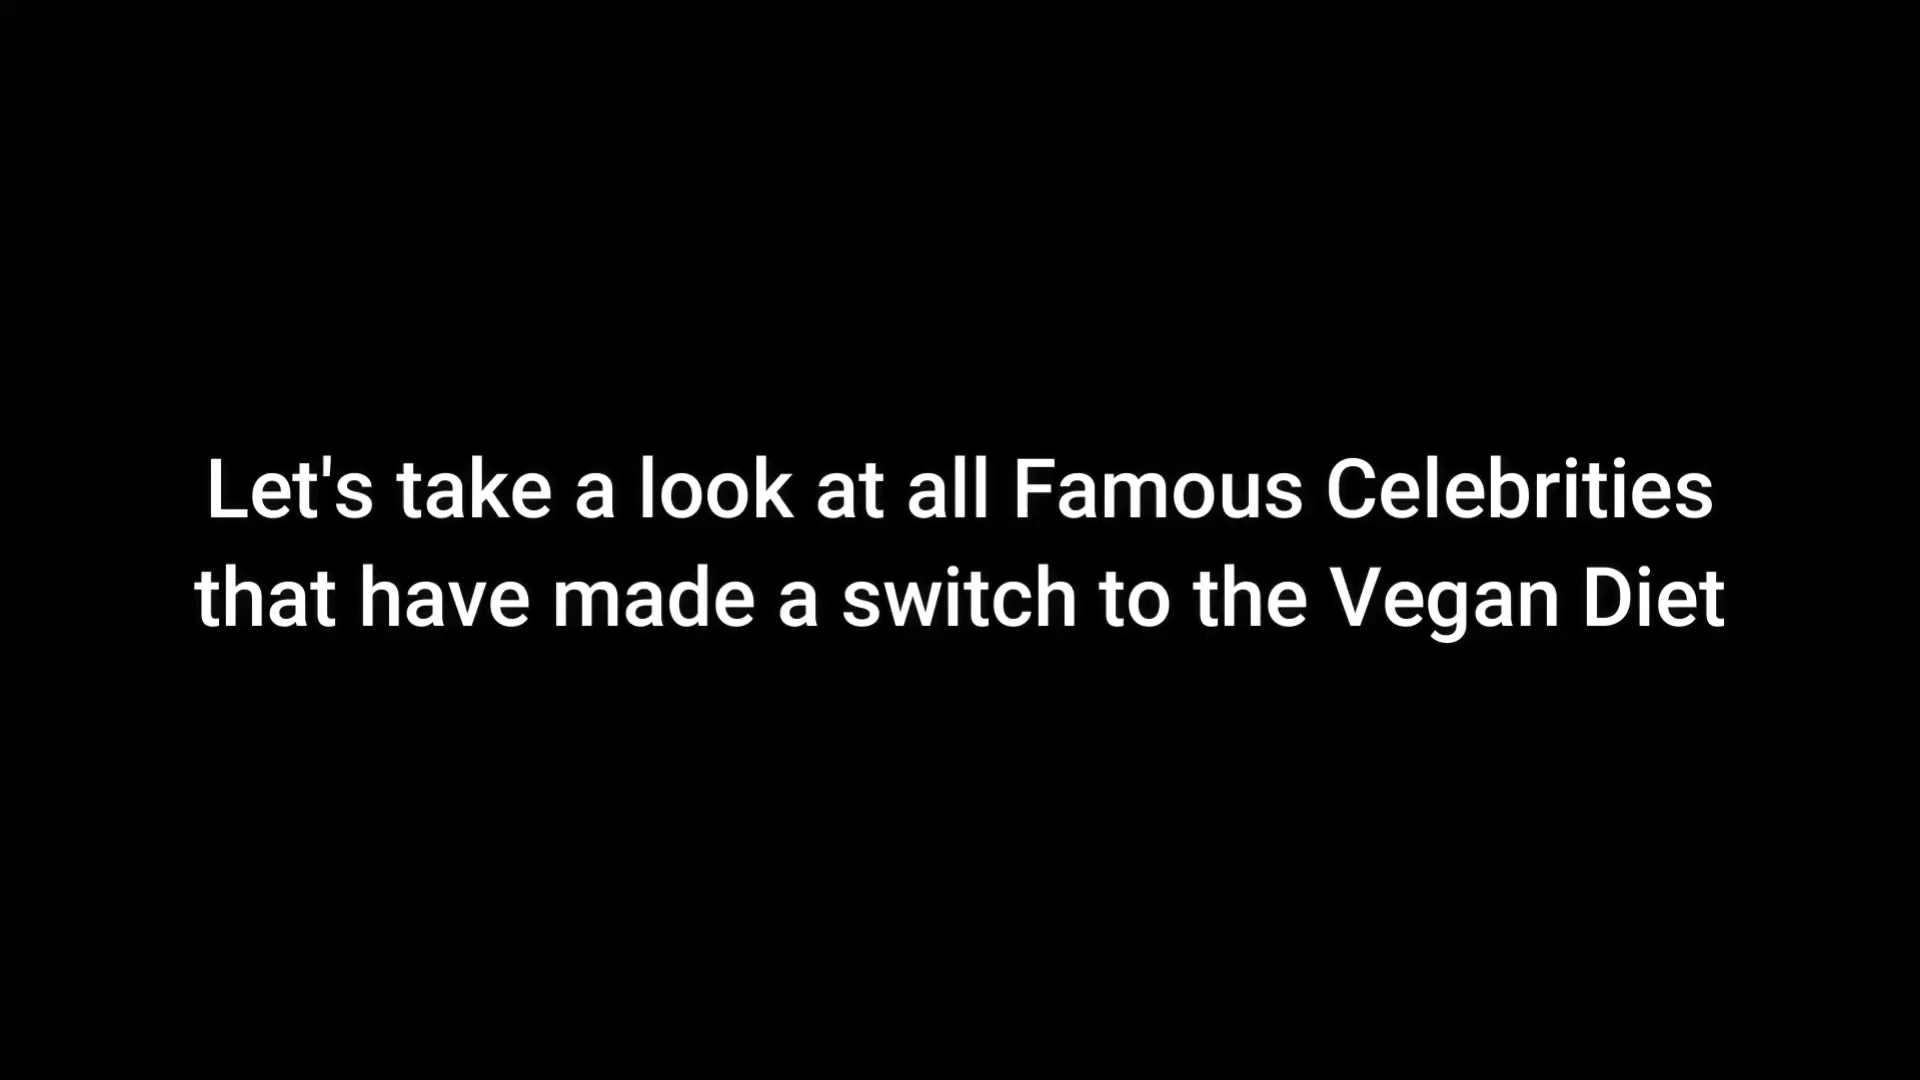 Let's take a look at all Famous Celebrities
that have made a switch to the Vegan Diet